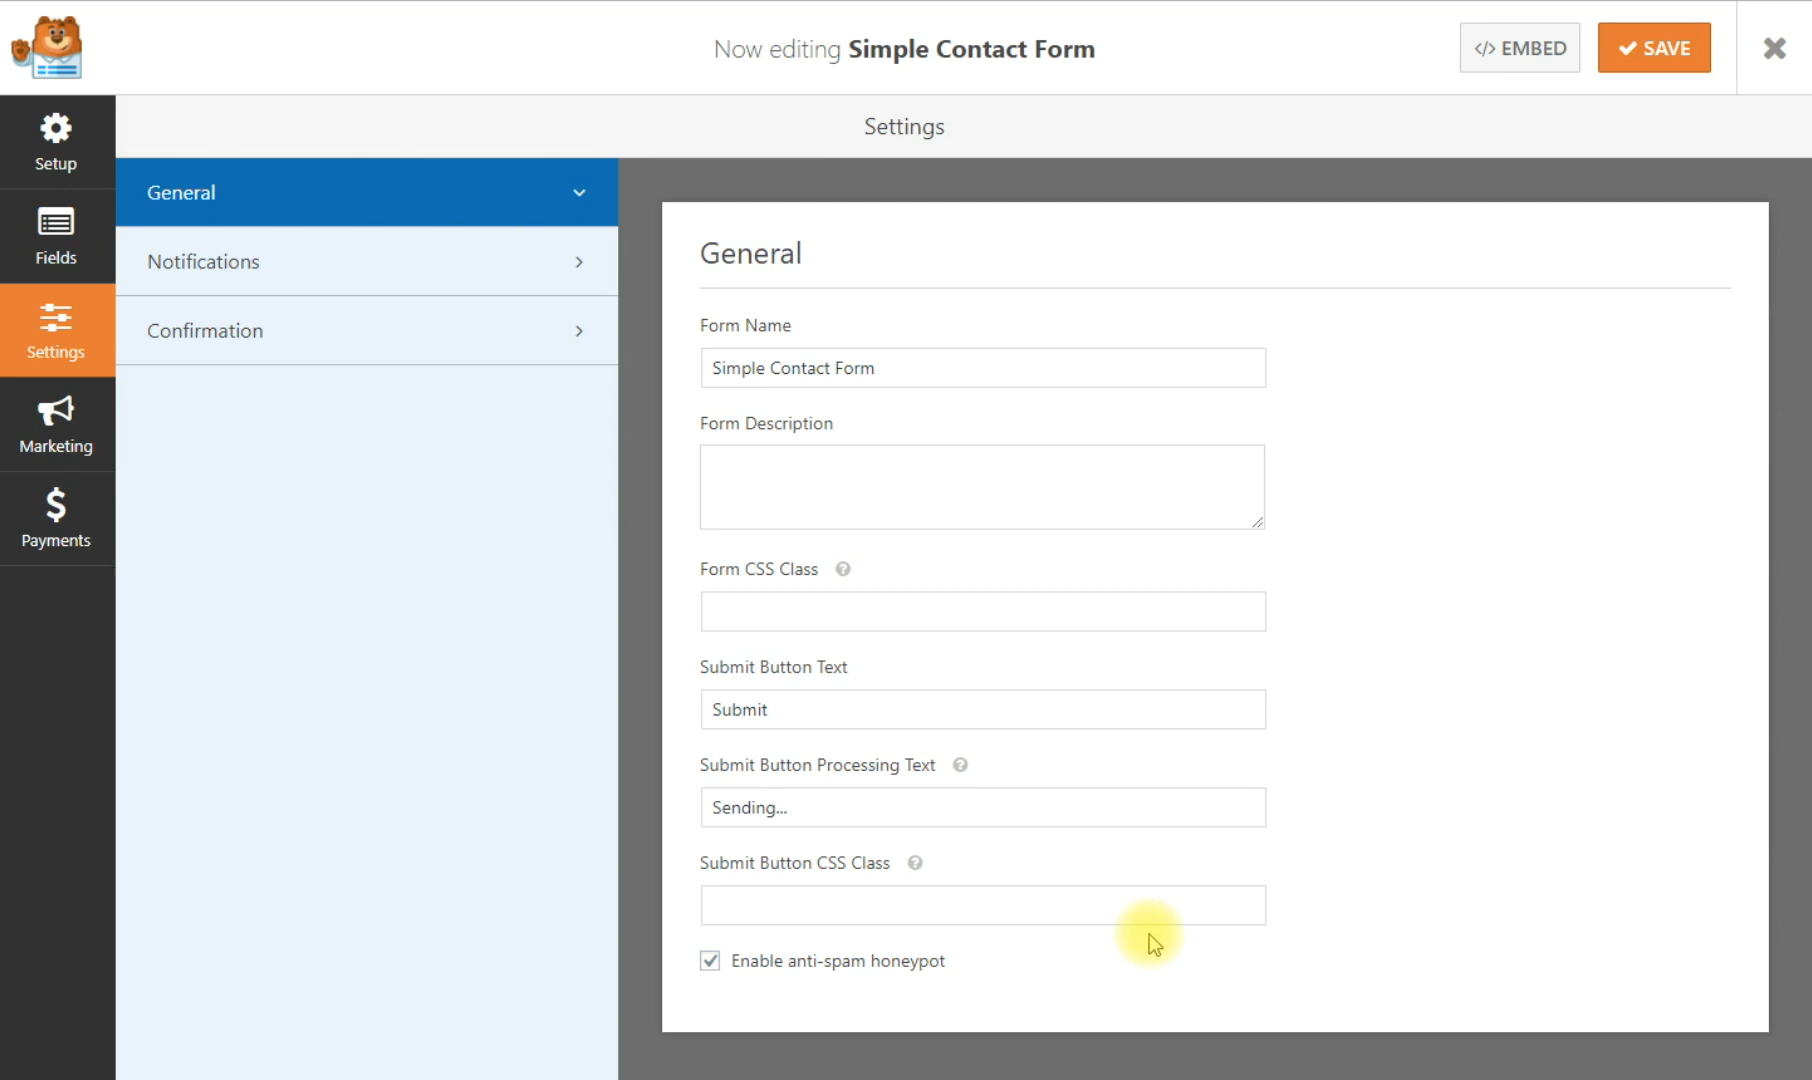 Now editing Simple Contact Form
</> EMBED
SAVE
Settings
Setup
Fields
Settings
Marketing
Payments
General
Notifications
Confirmation
General
Form Name
Simple Contact Form
Form Description
Form CSS Class
Submit Button Text
Submit
Submit Button Processing Text
Sending...
Submit Button CSS Class
Enable anti-spam honeypot